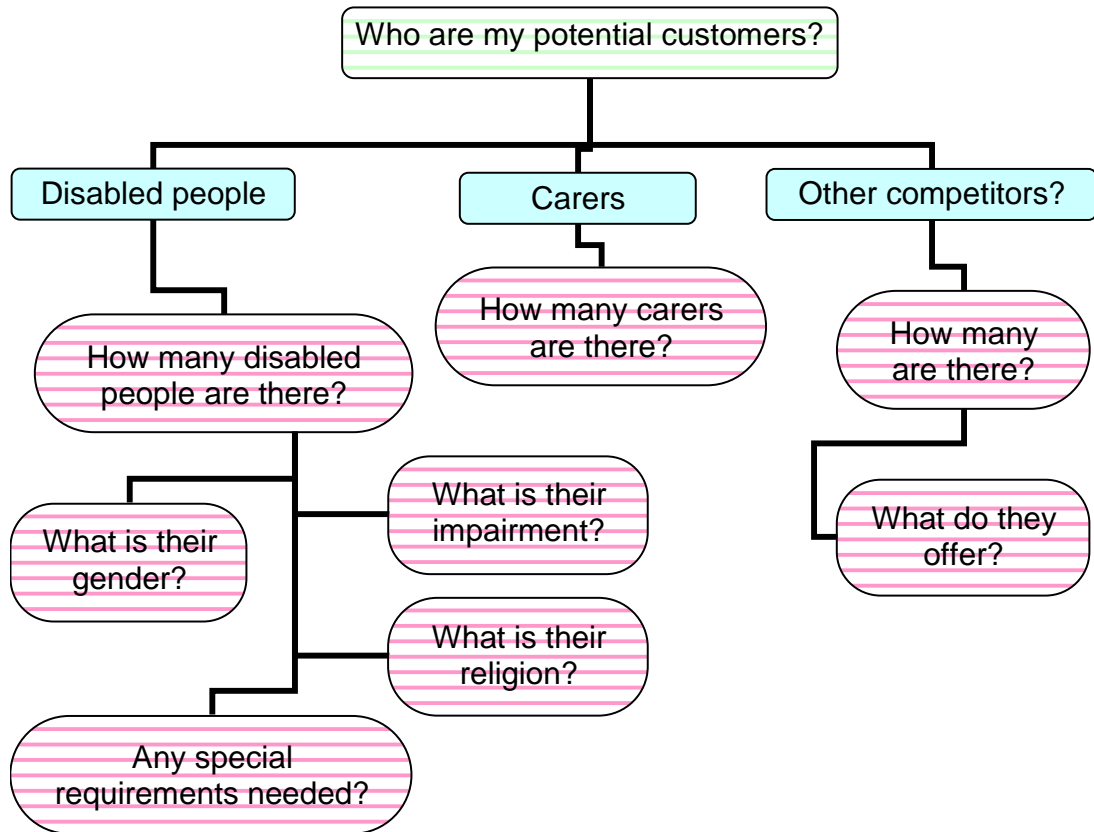 Who are my potential customers?
Disabled people
Carers
Other competitors?
How many disabled
people are there?
How many carers
are there?
How many
are there?
What is their
gender?
What is their
impairment?
What do they
offer?
What is their
religion?
Any special
requirements needed?